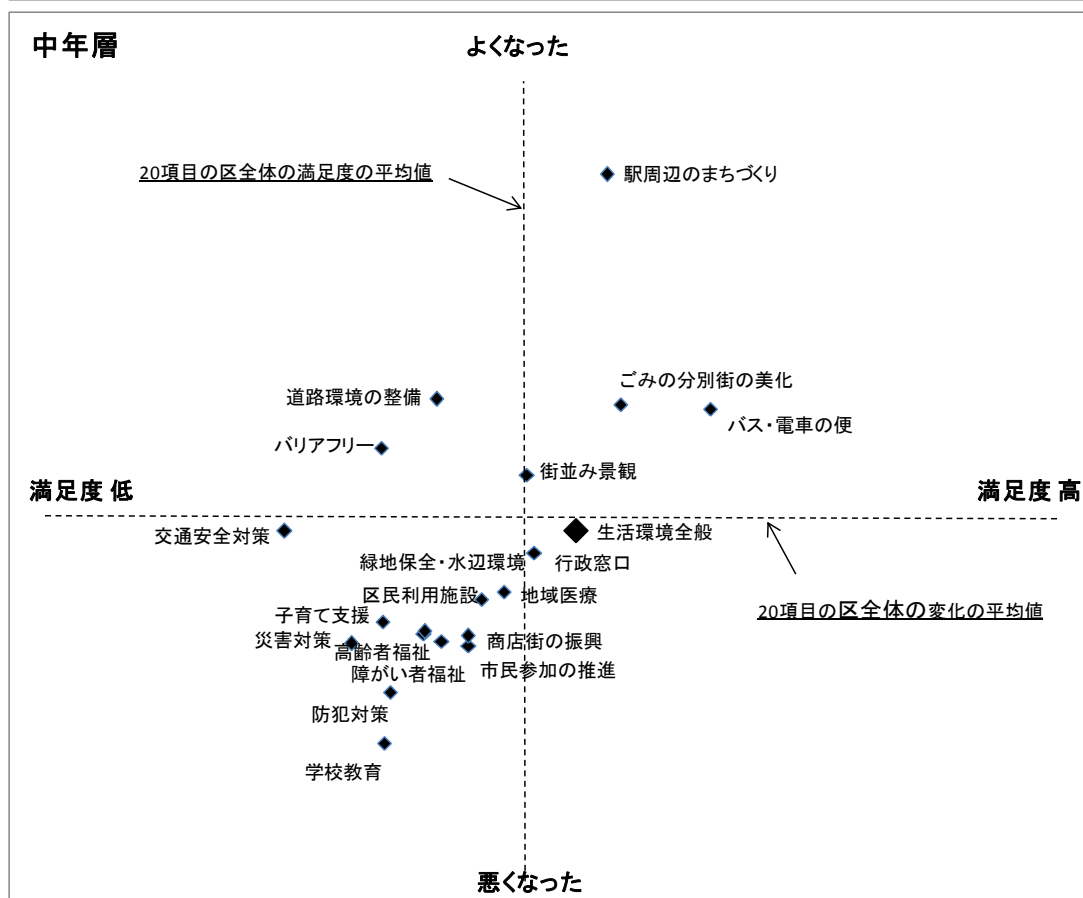 中年層
よくなった
20項目の区全体の満足度の平均値
駅周辺のまちづくり
ごみの分別街の美化
道路環境の整備
バス・電車の便
バリアフリー
街並み景観
満足度 低
満足度 高
交通安全対策
生活環境全般
緑地保全・水辺環境
行政窓口
区民利用施設
地域医療
20項目の区全体の変化の平均値
子育て支援
災害対策
高齢者福祉
商店街の振興
障がい者福祉
市民参加の推進
防犯対策
学校教育
悪くなった